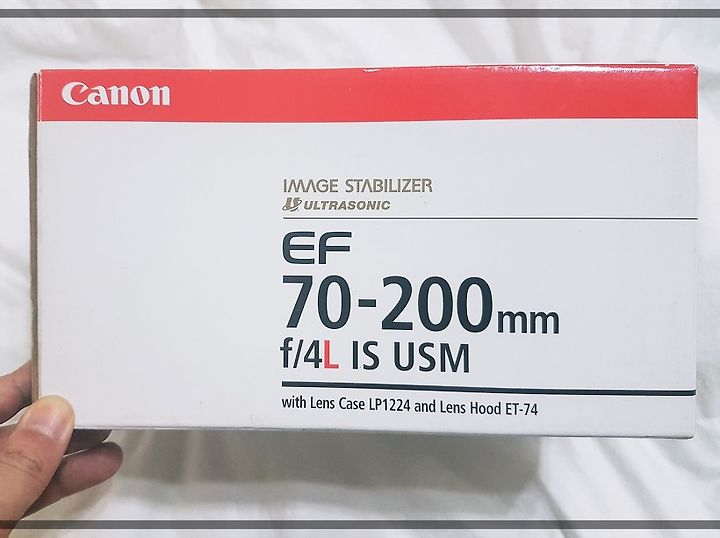 Canon
IMAGE STABILIZER
ULTRASONIC
EF
70-200mm
f/4L IS USM
with Lens Case LP1224 and Lens Hood ET-74